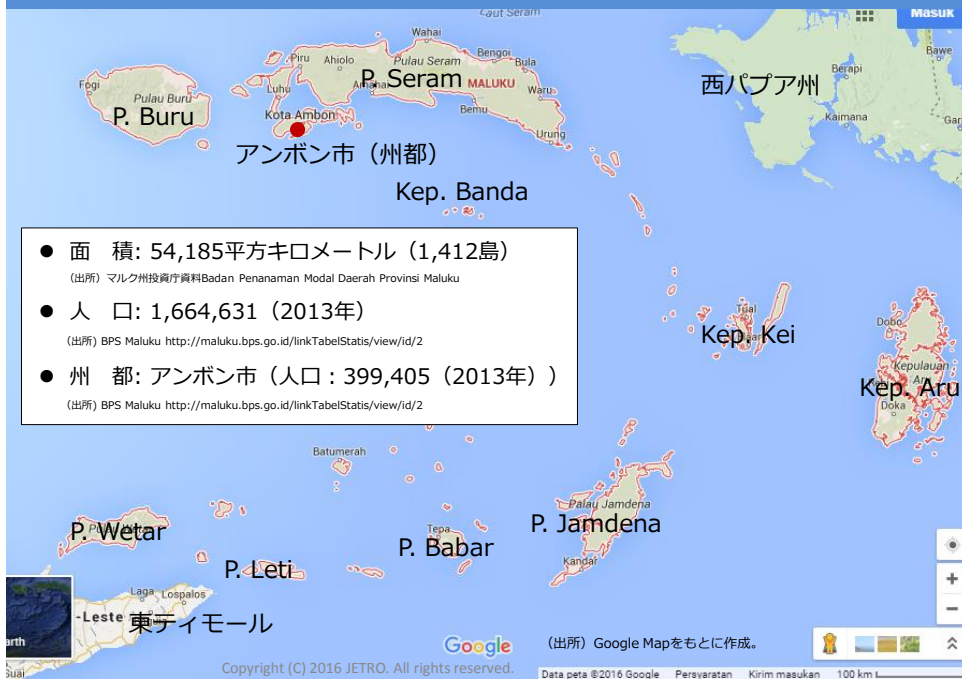 Laut Seram
Masuk
Wahai
Bengoi
Bula
Bawe
Piru
Ahiolo
Pulau Seram
P. Seram
MALUKU
Waru
Berapi
西パプア州
Fogi
Pulau Buru
P. Buru
Luhu
Bemu
Kaimana
Kota Ambon
Urung
アンボン市（州都）
Kep. Banda
● 面　積: 54,185平方キロメートル（1,412島）
（出所）マルク州投資庁資料Badan Penanaman Modal Daerah Provinsi Maluku
● 人　口: 1,664,631（2013年）
（出所) BPS Maluku http://maluku.bps.go.id/linkTabelStatis/view/id/2
● 州　都: アンボン市（人口：399,405（2013年））
（出所) BPS Maluku http://maluku.bps.go.id/linkTabelStatis/view/id/2
Tual
Kep. Kei
Dobo
Kepulauan
Aru
Kep. Aru
Doka
Batumerah
Palau Jamdena
P. Jamdena
P. Wetar
Tepa
P. Babar
Kandar
P. Leti
Laga
Lospalos
-Leste
東ティモール
arth
Suai
Google
（出所）Google Mapをもとに作成。
Copyright (C) 2016 JETRO. All rights reserved.
Data peta ©2016 Google
Persyaratan
Kirim masukan
100 km